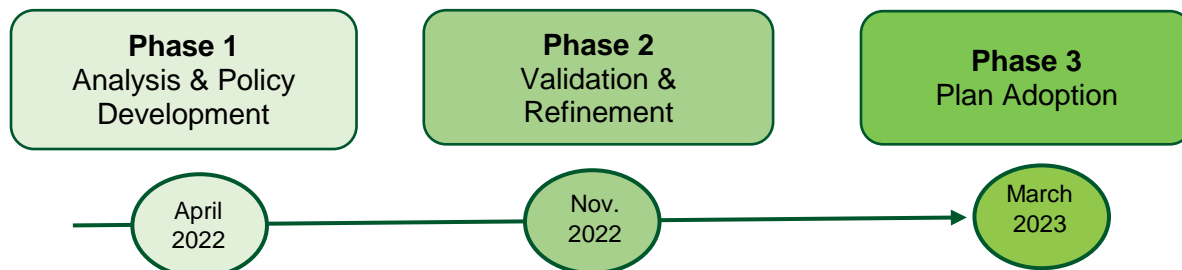 Phase 1
Analysis & Policy
Development
Phase 2
Validation &
Refinement
Phase 3
Plan Adoption
April
2022
Nov.
2022
March
2023